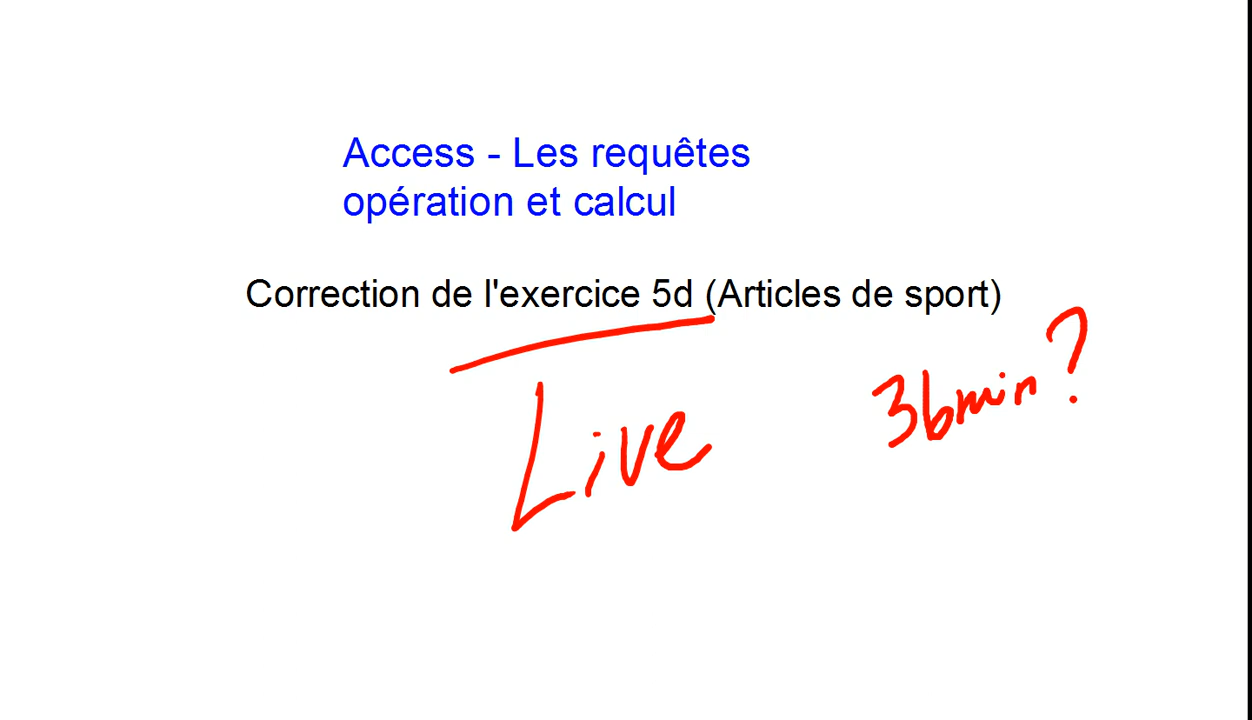 Access - Les requêtes
opération et calcul
Correction de l'exercice 5d (Articles de sport)
Live
36min?